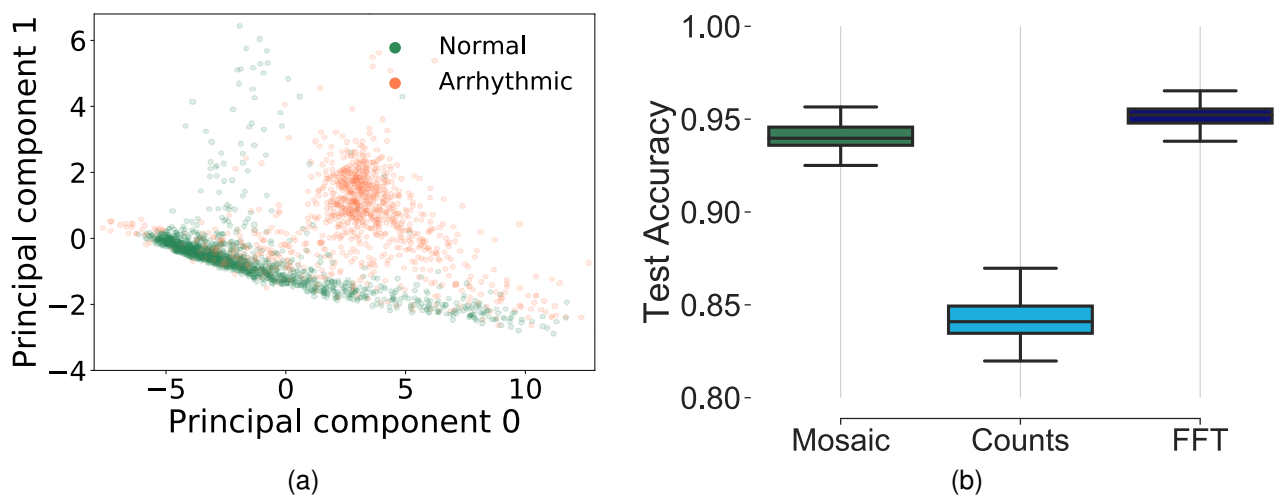 Principal component 1
6
4
2
0
−2
−4
Normal
Arrhythmic
−5
0
5
10
Principal component 0
(a)
Test Accuracy
1.00
0.95
0.90
0.85
0.80
Mosaic
Counts
FFT
(b)